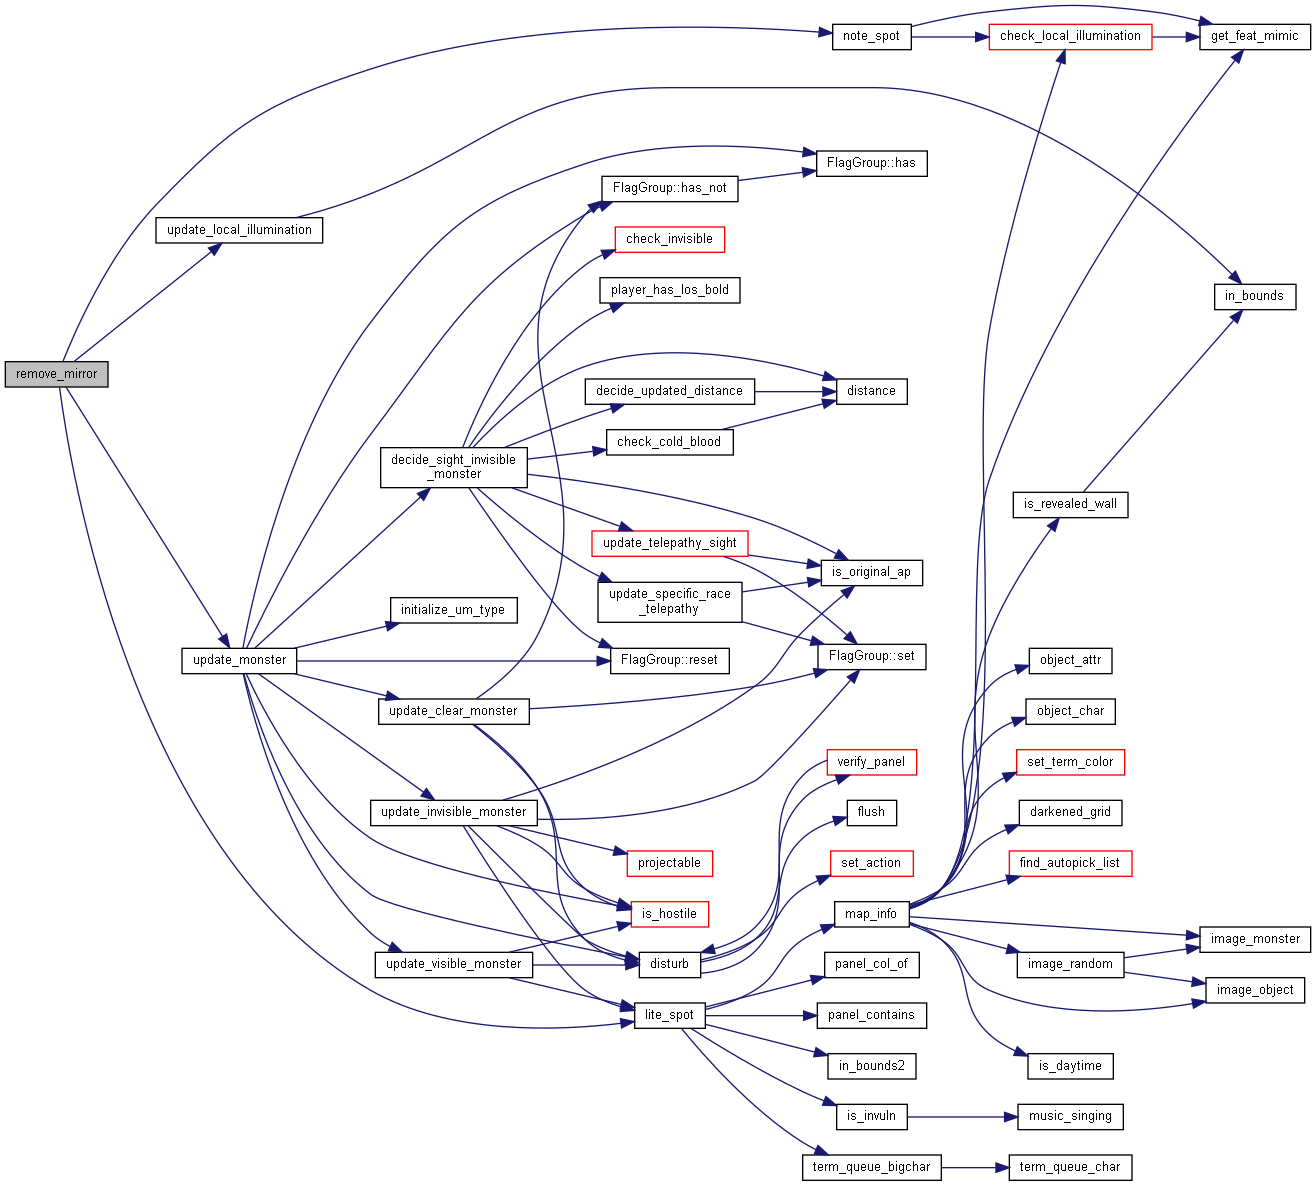 note_spot
check_local_illumination
get_feat_mimic
FlagGroup::has
FlagGroup::has_not
update_local_illumination
check_invisible
player_has_los_bold
in_bounds
remove_mirror
decide_updated_distance
distance
check_cold_blood
decide_sight_invisible
_monster
is_revealed_wall
update_telepathy_sight
is_original_ap
update_specific_race
_telepathy
initialize_um_type
update_monster
FlagGroup::reset
FlagGroup::set
object_attr
update_clear_monster
object_char
verify_panel
set_term_color
update_invisible_monster
flush
darkened_grid
projectable
set_action
find_autopick_list
is_hostile
map_info
image_monster
update_visible_monster
disturb
panel_col_of
image_random
image_object
lite_spot
panel_contains
in_bounds2
is_daytime
is_invuln
music_singing
term_queue_bigchar
term_queue_char